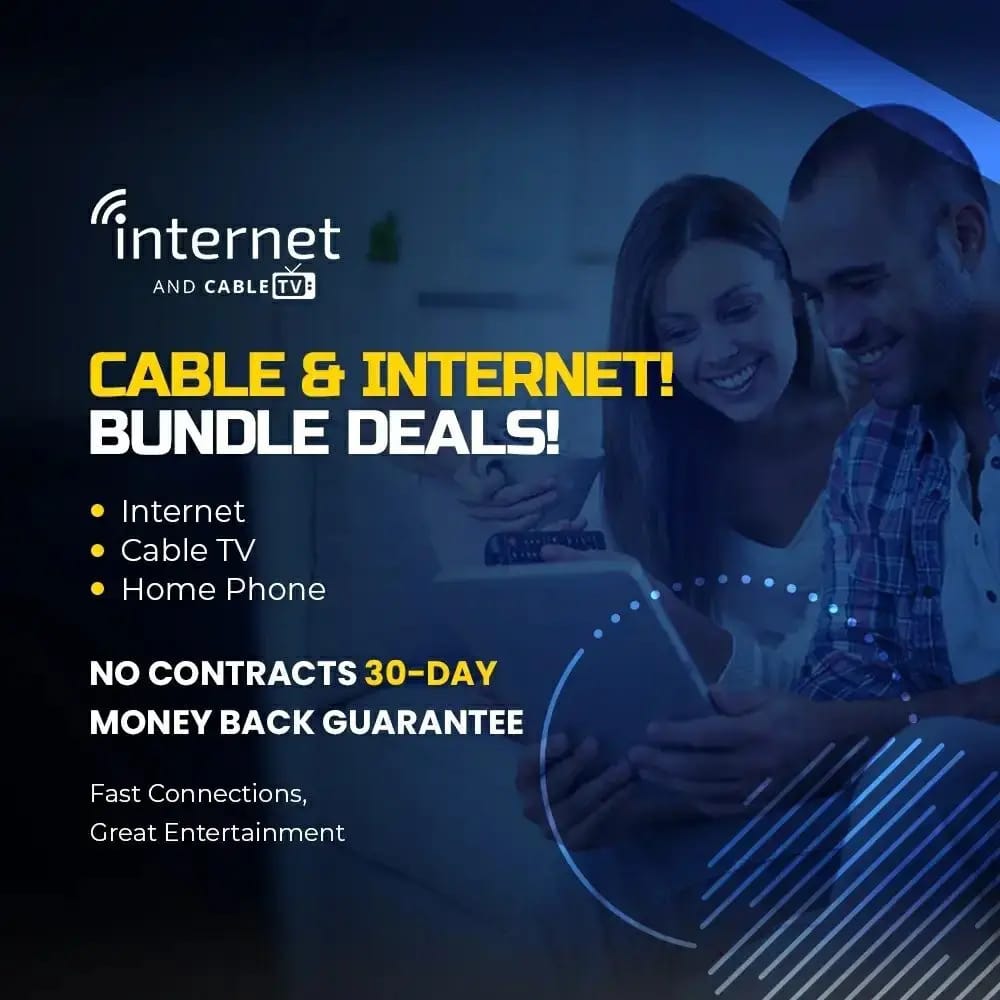 internet
AND CABLE TV
CABLE & INTERNET!
BUNDLE DEALS!
Internet
Cable TV
Home Phone
NO CONTRACTS 30-DAY
MONEY BACK GUARANTEE
Fast Connections,
Great Entertainment